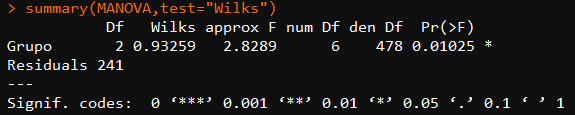 > summary(MANOVA,test="Wilks")
Df Wilks approx F num Df den Df Pr(>F)
Grupo 2 0.93259 2.8289 6 478 0.01025 *
Residuals 241
---
Signif. codes: 0 ‘***’ 0.001 ‘**’ 0.01 ‘*’ 0.05 ‘.’ 0.1 ‘ ’ 1